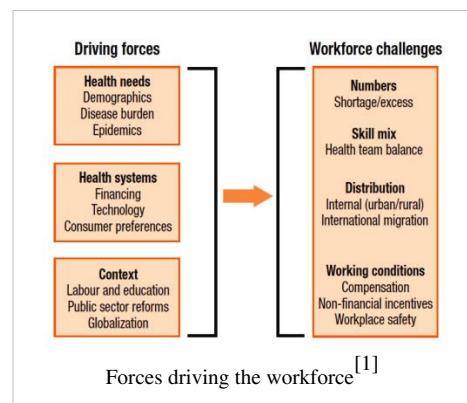 Driving forces
Health needs
Demographics
Disease burden
Epidemics
Health systems
Financing
Technology
Consumer preferences
Context
Labour and education
Public sector reforms
Globalization
Workforce challenges
Numbers
Shortage/excess
Skill mix
Health team balance
Distribution
Internal (urban/rural)
International migration
Working conditions
Compensation
Non-financial incentives
Workplace safety
Forces driving the workforce[1]